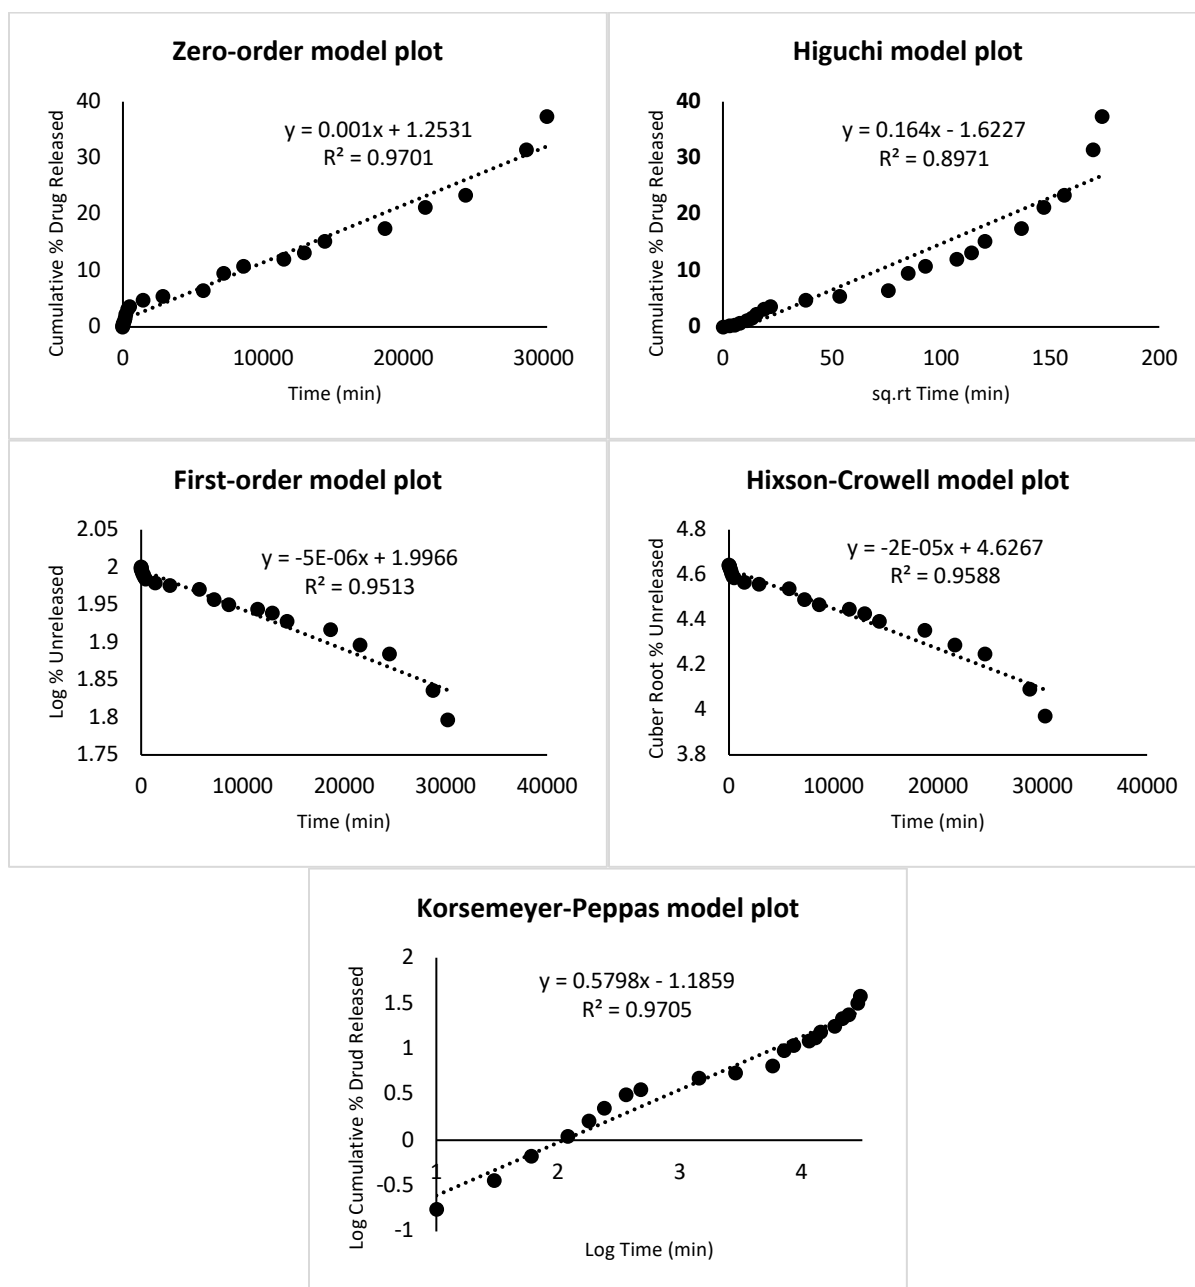 Zero-order model plot
Cumulative % Drug Released
40
30
20
10
0
y = 0.001x + 1.2531
R² = 0.9701
0 10000 20000 30000
Time (min)
Higuchi model plot
Cumulative % Drug Released
40
30
20
10
0
y = 0.164x - 1.6227
R² = 0.8971
0 50 100 150 200
sq.rt Time (min)
First-order model plot
Log % Unreleased
2.05
2
1.95
1.9
1.85
1.8
1.75
y = -5E-06x + 1.9966
R² = 0.9513
0 10000 20000 30000 40000
Time (min)
Hixson-Crowell model plot
Cuber Root % Unreleased
4.8
4.6
4.4
4.2
4
3.8
y = -2E-05x + 4.6267
R² = 0.9588
0 10000 20000 30000 40000
Time (min)
Korsemeyer-Peppas model plot
Log Cumulative % Drud Released
2
1.5
1
0.5
0
-0.5
-1
y = 0.5798x - 1.1859
R² = 0.9705
1 2 3 4
Log Time (min)